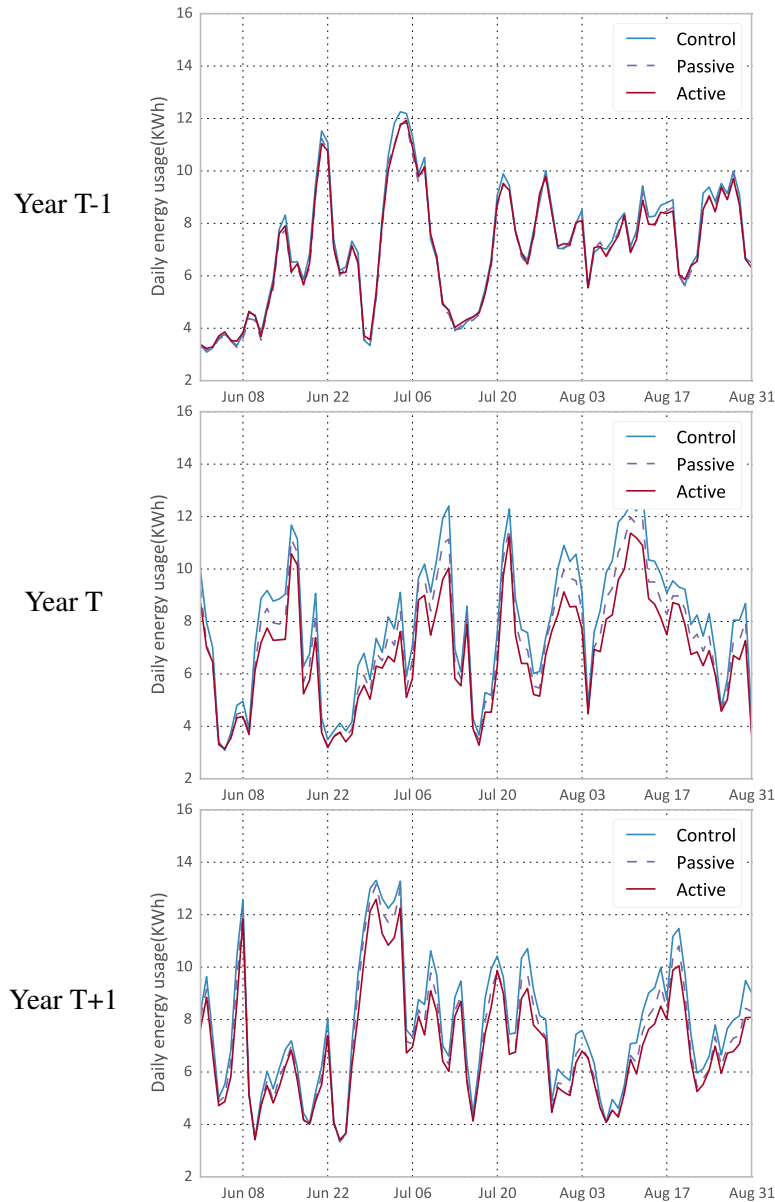 16
14
12
10
8
6
4
2
Daily energy usage(KWh)
Year T-1
Control
Passive
Active
Jun 08 Jun 22 Jul 06 Jul 20 Aug 03 Aug 17 Aug 31
16
14
12
10
8
6
4
2
Daily energy usage(KWh)
Year T
Control
Passive
Active
Jun 08 Jun 22 Jul 06 Jul 20 Aug 03 Aug 17 Aug 31
16
14
12
10
8
6
4
2
Daily energy usage(KWh)
Year T+1
Control
Passive
Active
Jun 08 Jun 22 Jul 06 Jul 20 Aug 03 Aug 17 Aug 31